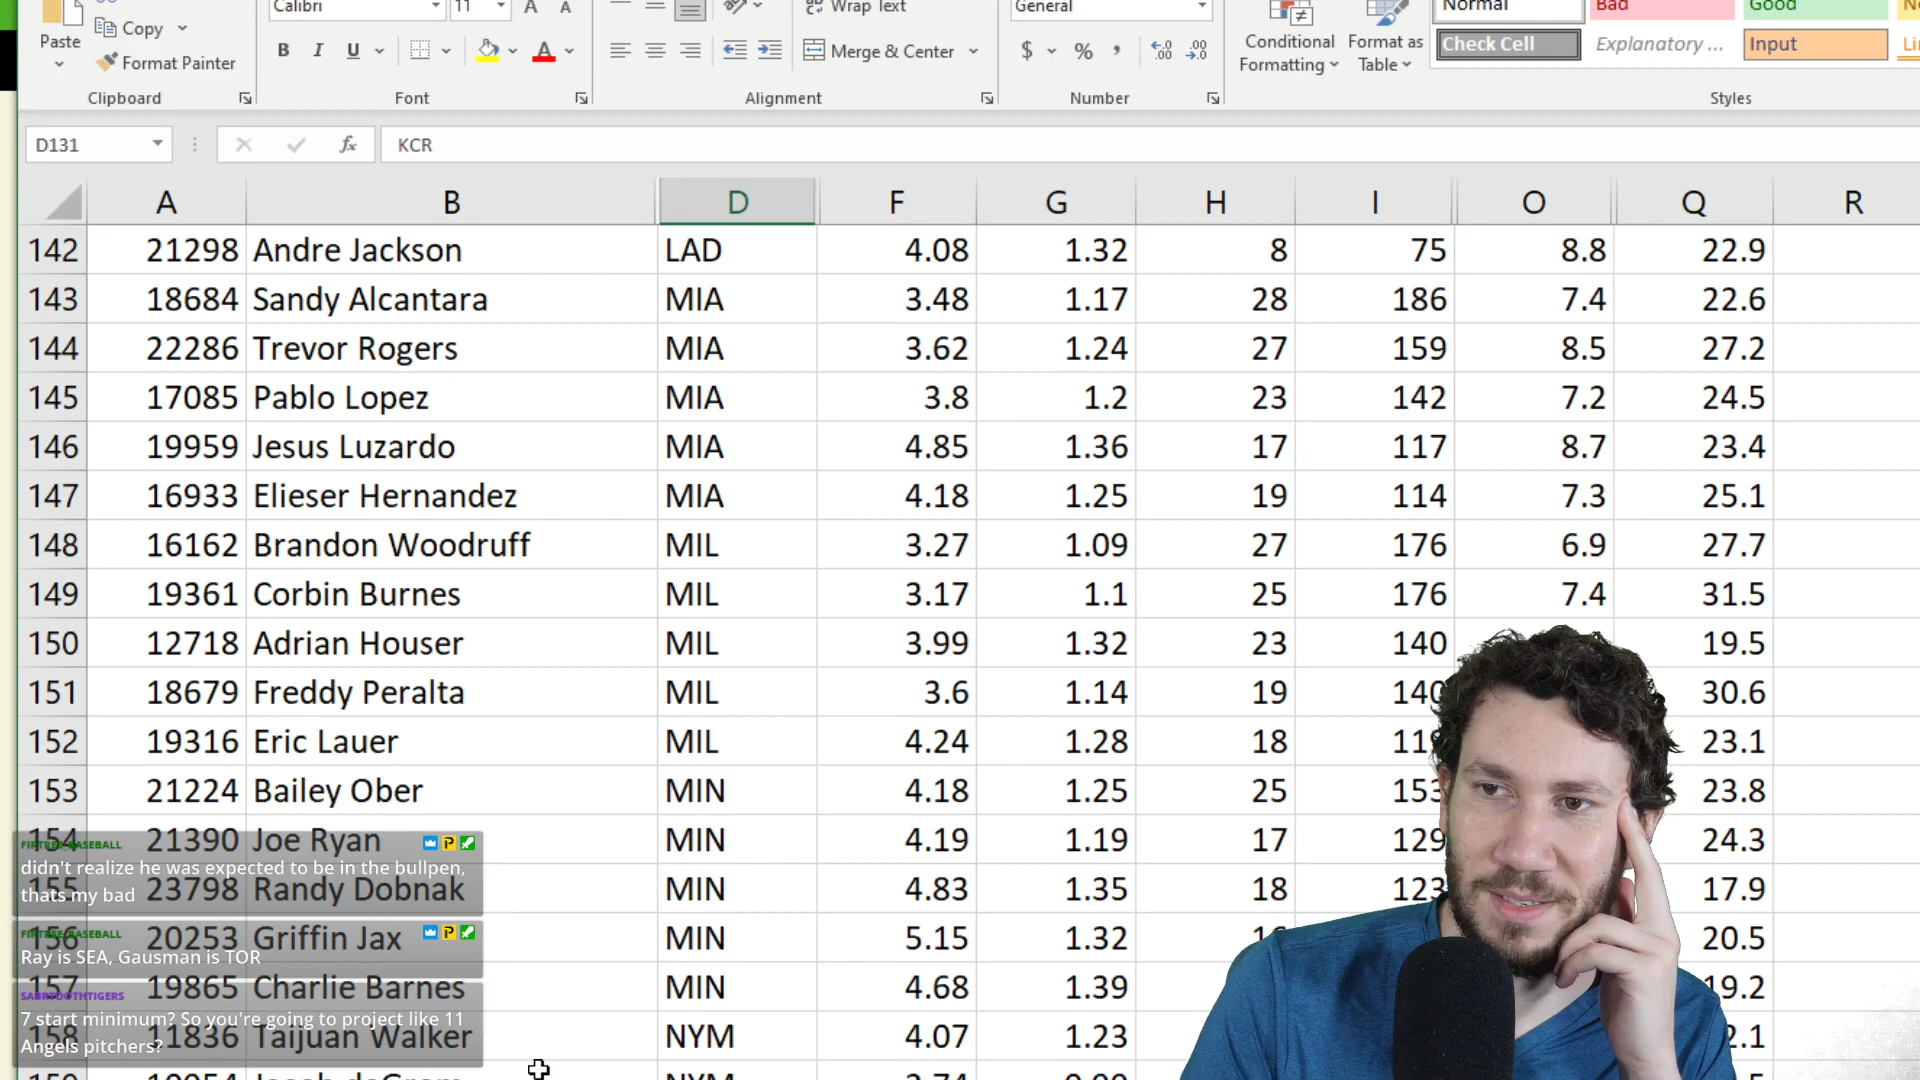 Calibri 11 A A Wrap Text General Normal Bad Good
Paste Copy Format Painter B I U A Merge & Center $ % , Conditional Formatting Format as Table Check Cell Explanatory ... Input
Clipboard Font Alignment Number Styles
D131 fx KCR
A B D F G H I O Q R
142 21298 Andre Jackson LAD 4.08 1.32 8 75 8.8 22.9
143 18684 Sandy Alcantara MIA 3.48 1.17 28 186 7.4 22.6
144 22286 Trevor Rogers MIA 3.62 1.24 27 159 8.5 27.2
145 17085 Pablo Lopez MIA 3.8 1.2 23 142 7.2 24.5
146 19959 Jesus Luzardo MIA 4.85 1.36 17 117 8.7 23.4
147 16933 Elieser Hernandez MIA 4.18 1.25 19 114 7.3 25.1
148 16162 Brandon Woodruff MIL 3.27 1.09 27 176 6.9 27.7
149 19361 Corbin Burnes MIL 3.17 1.1 25 176 7.4 31.5
150 12718 Adrian Houser MIL 3.99 1.32 23 140 19.5
151 18679 Freddy Peralta MIL 3.6 1.14 19 140 30.6
152 19316 Eric Lauer MIL 4.24 1.28 18 119 23.1
153 21224 Bailey Ober MIN 4.18 1.25 25 153 23.8
154 21390 Joe Ryan MIN 4.19 1.19 17 129 24.3
FIRTREE_BASEBALL
didn't realize he was expected to be in the bullpen,
thats my bad
155 23798 Randy Dobnak MIN 4.83 1.35 18 123 17.9
156 20253 Griffin Jax MIN 5.15 1.32 20.5
FIRTREE_BASEBALL
Ray is SEA, Gausman is TOR
157 19865 Charlie Barnes MIN 4.68 1.39 19.2
SABRTOOTHTIGERS
7 start minimum? So you're going to project like 11
Angels pitchers?
158 11836 Taijuan Walker NYM 4.07 1.23